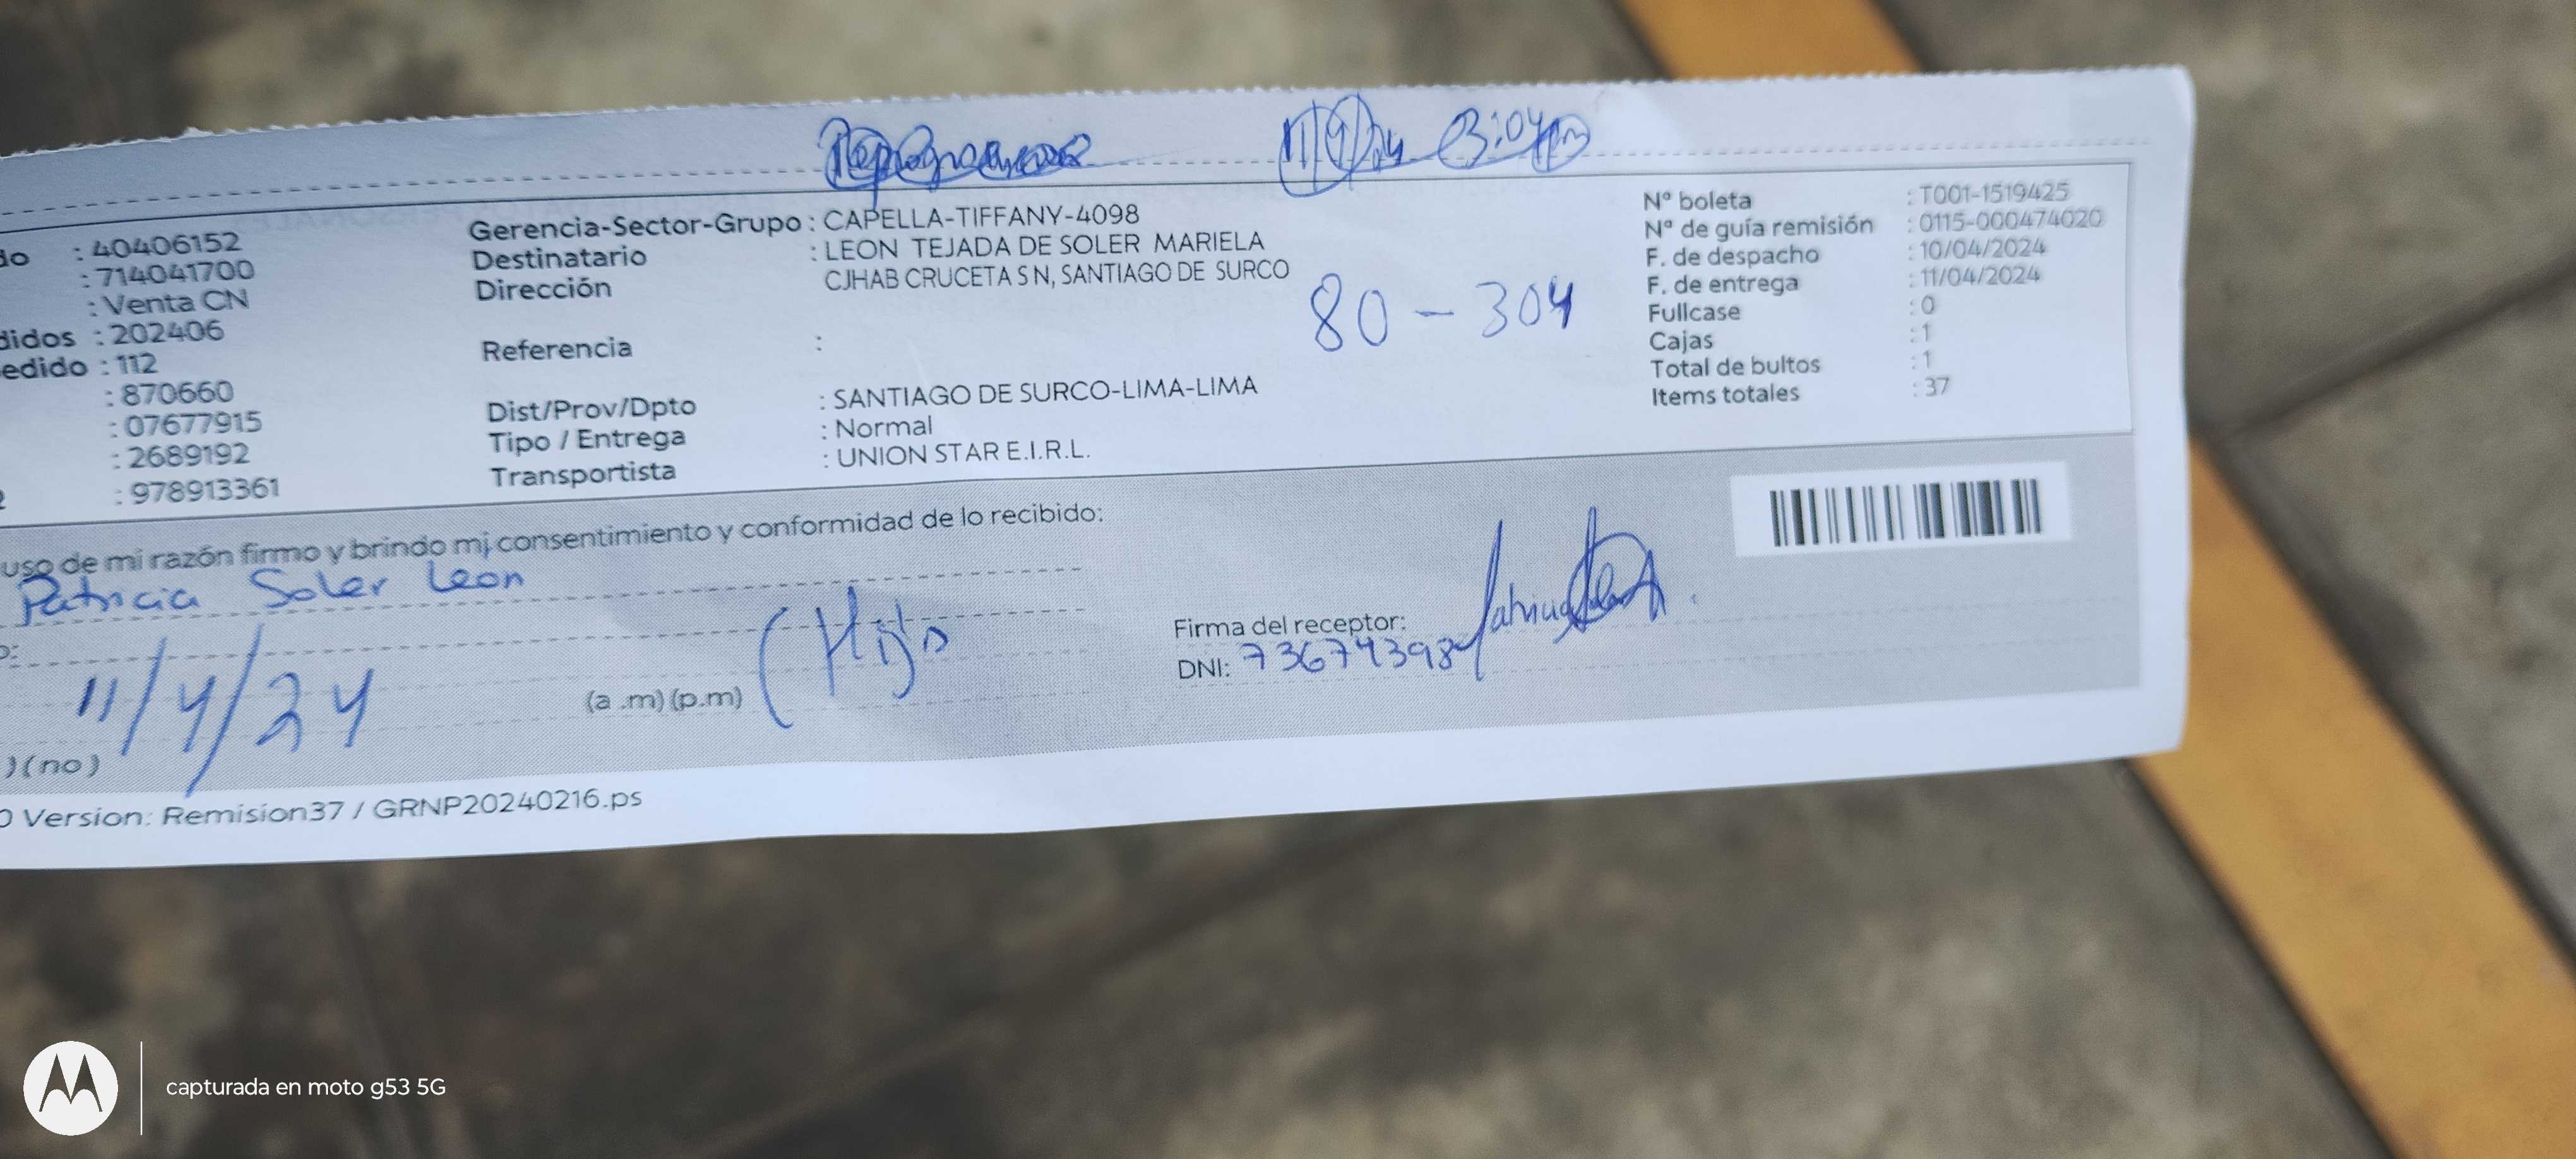 11/4/24 3:04pm
do : 40406152
: 714041700
: Venta CN
didos : 202406
edido : 112
: 870660
: 07677915
: 2689192
: 978913361
Gerencia-Sector-Grupo : CAPELLA-TIFFANY-4098
Destinatario : LEON TEJADA DE SOLER MARIELA
Dirección CJHAB CRUCETA S N, SANTIAGO DE SURCO
80 - 304
Referencia :
Dist/Prov/Dpto : SANTIAGO DE SURCO-LIMA-LIMA
Tipo / Entrega : Normal
Transportista : UNION STAR E.I.R.L.
Nº boleta : T001-1519425
Nº de guía remisión : 0115-000474020
F. de despacho : 10/04/2024
F. de entrega : 11/04/2024
Fullcase : 0
Cajas : 1
Total de bultos : 1
Items totales : 37
uso de mi razón firmo y brindo mi consentimiento y conformidad de lo recibido:
Patricia Soler Leon
11/4/24 (a .m) (p.m) (Hija
Firma del receptor:
DNI: 73674398
) (no)
0 Version: Remision37 / GRNP20240216.ps
capturada en moto g53 5G